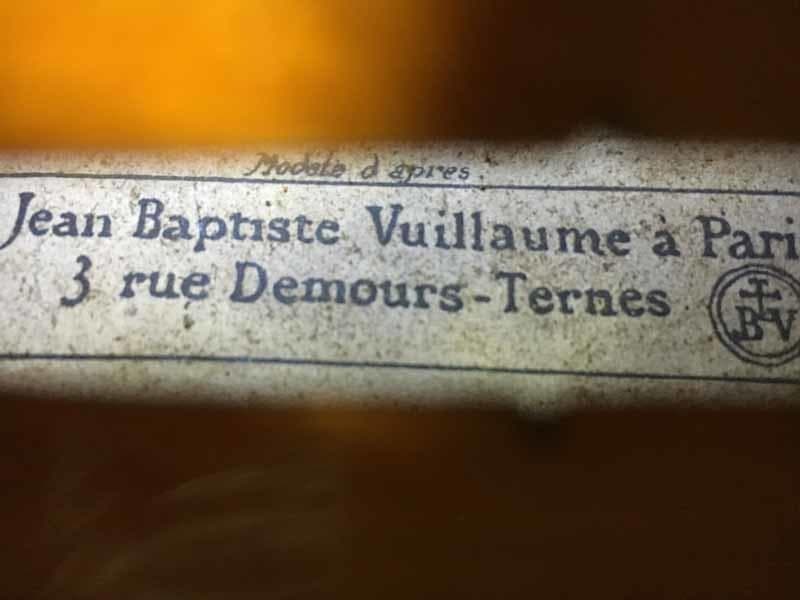 Modèle d'après
Jean Baptiste Vuillaume à Pari
3 rue Demours-Ternes
BV